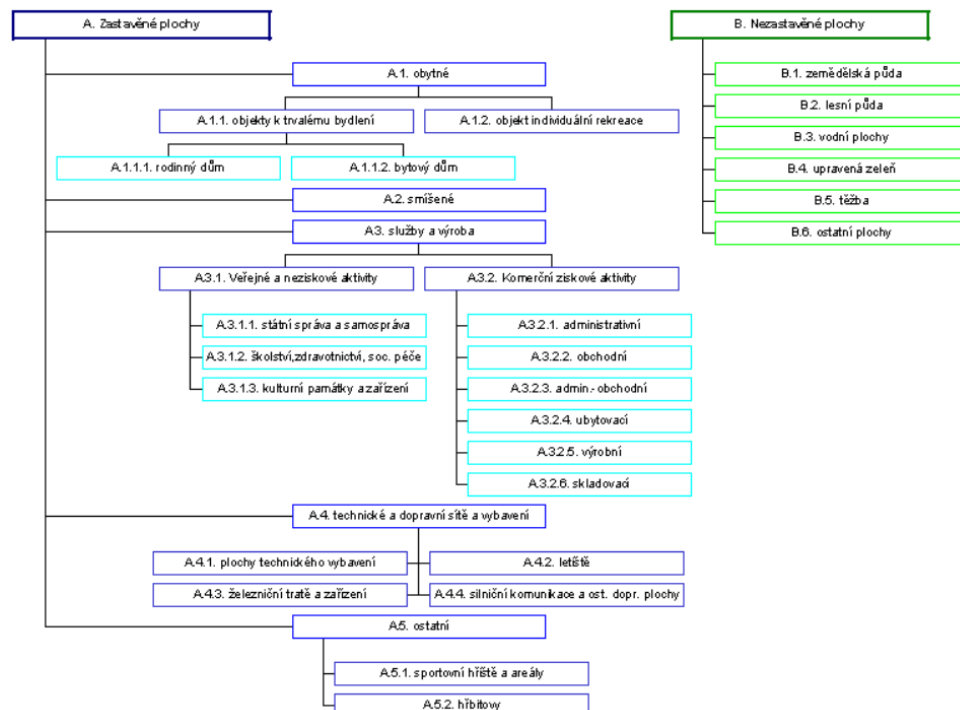 A. Zastavěné plochy
A.1. obytné
A.1.1. objekty k trvalému bydlení
A.1.2. objekt individuální rekreace
A.1.1.1. rodinný dům
A.1.1.2. bytový dům
A.2. smíšené
A.3. služby a výroba
A.3.1. Veřejné a neziskové aktivity
A.3.2. Komerční ziskové aktivity
A.3.1.1. státní správa a samospráva
A.3.1.2. školství,zdravotnictví, soc. péče
A.3.1.3. kulturní památky a zařízení
A.3.2.1. administrativní
A.3.2.2. obchodní
A.3.2.3. admin.- obchodní
A.3.2.4. ubytovací
A.3.2.5. výrobní
A.3.2.6. skladovací
A.4. technické a dopravní sítě a vybavení
A.4.1. plochy technického vybavení
A.4.2. letiště
A.4.3. železniční tratě a zařízení
A.4.4. silniční komunikace a ost. dopr. plochy
A.5. ostatní
A.5.1. sportovní hřiště a areály
A.5.2. hřbitovy
B. Nezastavěné plochy
B.1. zemědělská půda
B.2. lesní půda
B.3. vodní plochy
B.4. upravená zeleň
B.5. těžba
B.6. ostatní plochy